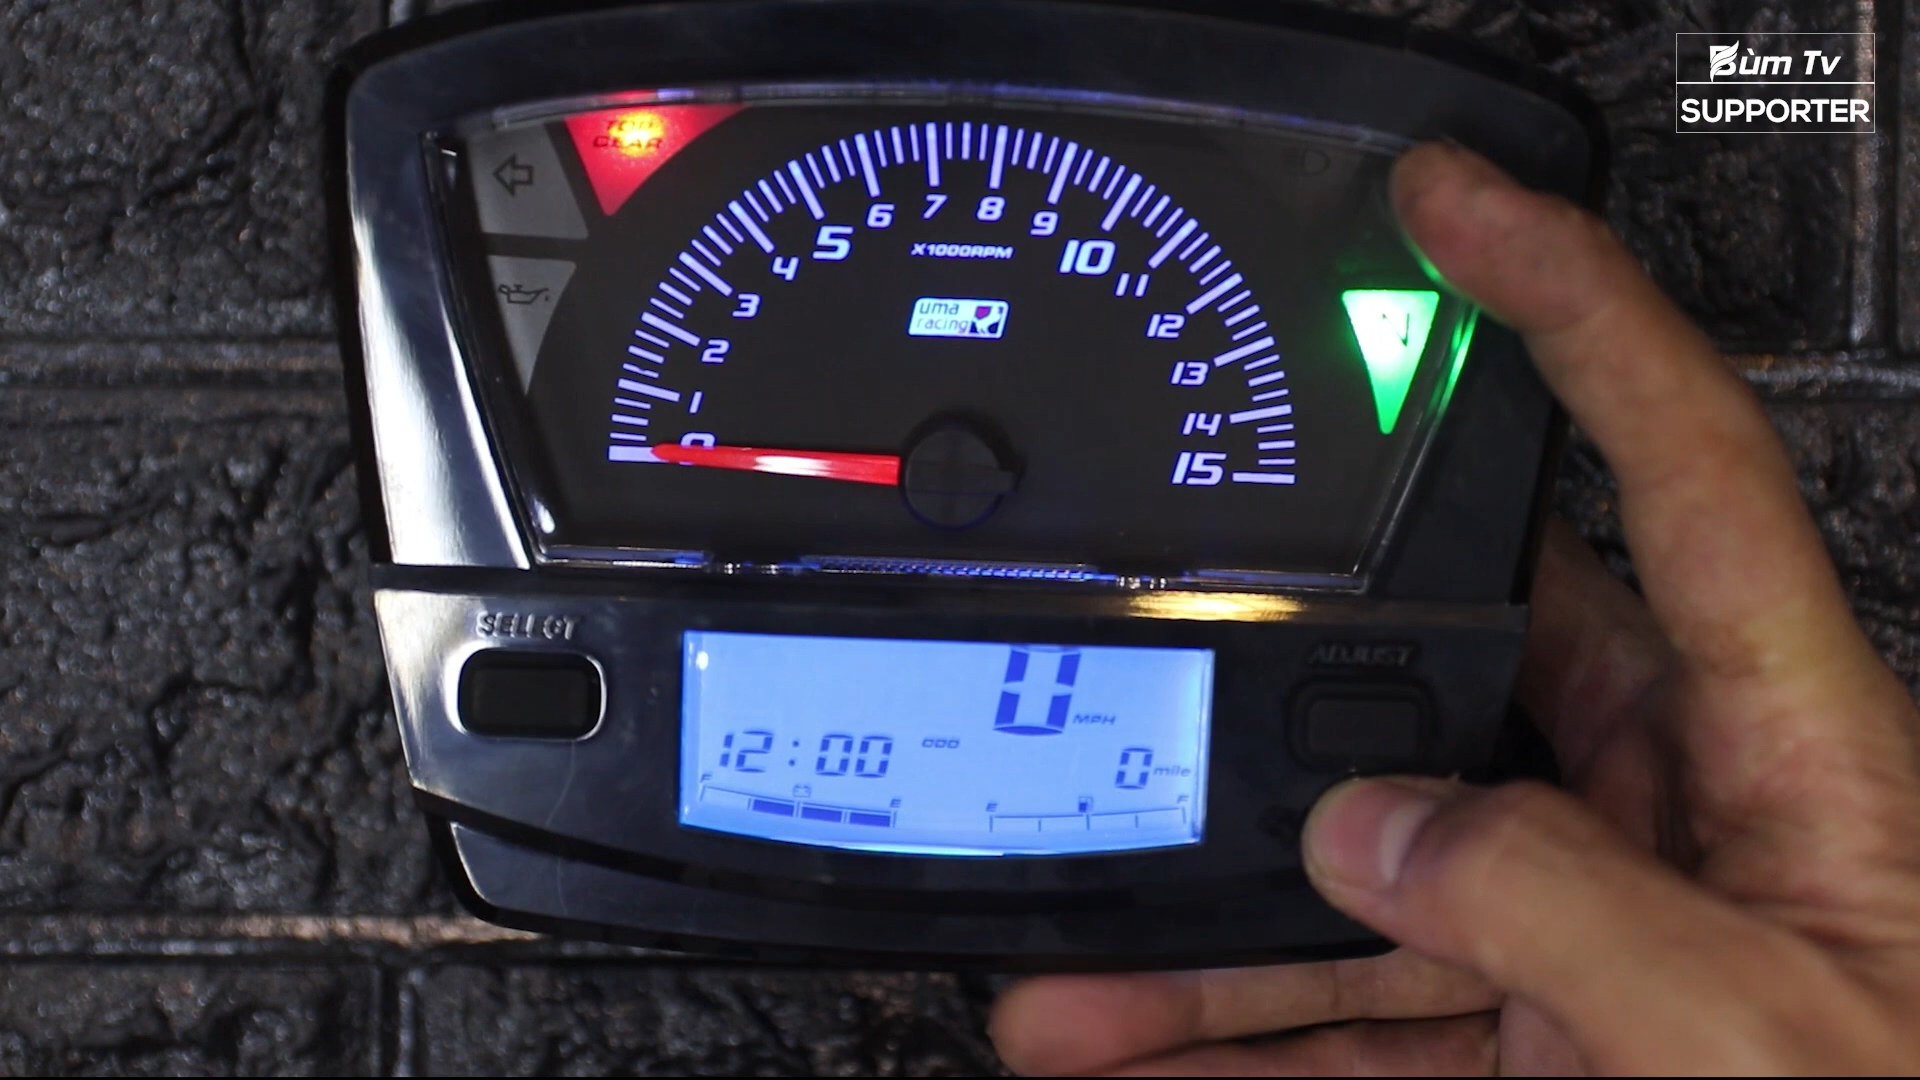 Bùm Tv
SUPPORTER
TOP
GEAR
0
1
2
3
4
5
6
7
8
9
10
11
12
13
14
15
X1000RPM
uma
racing
N
SELECT
ADJUST
0 MPH
12:00 ODO
0 mile
F E
E F